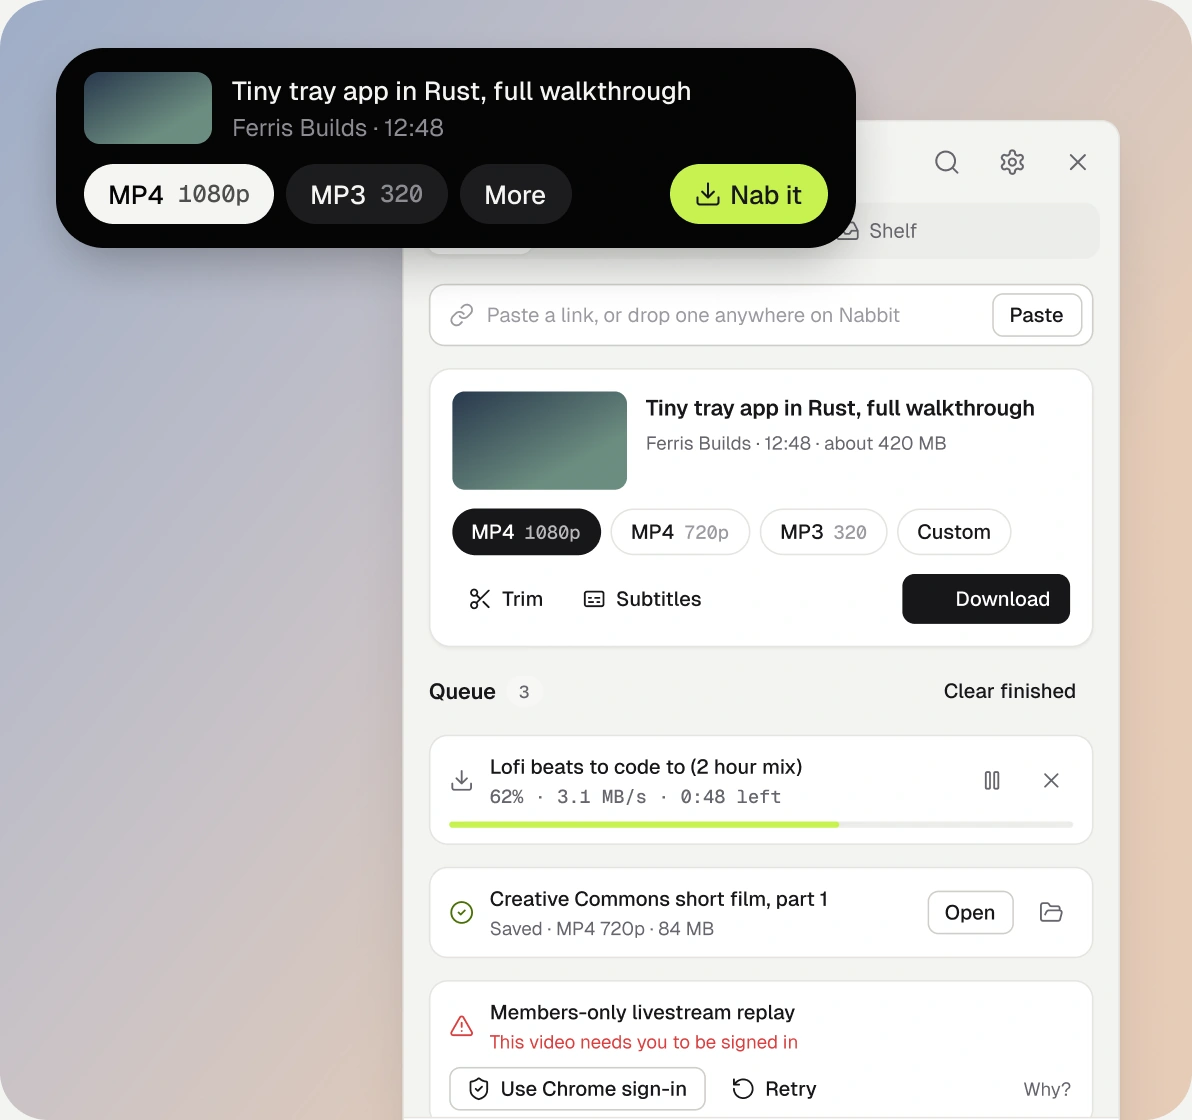 Tiny tray app in Rust, full walkthrough
Ferris Builds · 12:48
MP4 1080p MP3 320 More Nab it
Shelf
Paste a link, or drop one anywhere on Nabbit Paste
Tiny tray app in Rust, full walkthrough
Ferris Builds · 12:48 · about 420 MB
MP4 1080p MP4 720p MP3 320 Custom
Trim Subtitles Download
Queue 3 Clear finished
Lofi beats to code to (2 hour mix)
62% · 3.1 MB/s · 0:48 left
Creative Commons short film, part 1
Saved · MP4 720p · 84 MB
Open
Members-only livestream replay
This video needs you to be signed in
Use Chrome sign-in Retry Why?